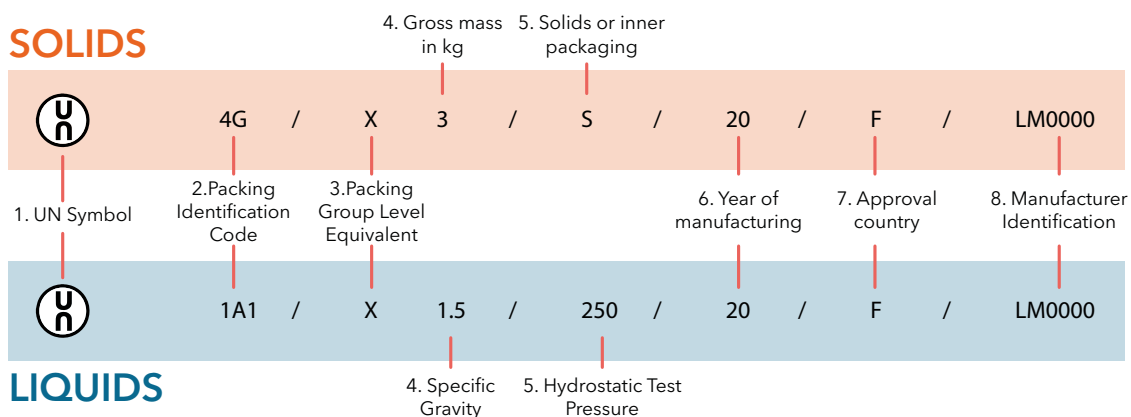 4. Gross mass
in kg
5. Solids or inner
packaging
SOLIDS
un 4G / X 3 / S / 20 / F / LM0000
1. UN Symbol
2.Packing
Identification
Code
3.Packing
Group Level
Equivalent
6. Year of
manufacturing
7. Approval
country
8. Manufacturer
Identification
un 1A1 / X 1.5 / 250 / 20 / F / LM0000
LIQUIDS
4. Specific
Gravity
5. Hydrostatic Test
Pressure